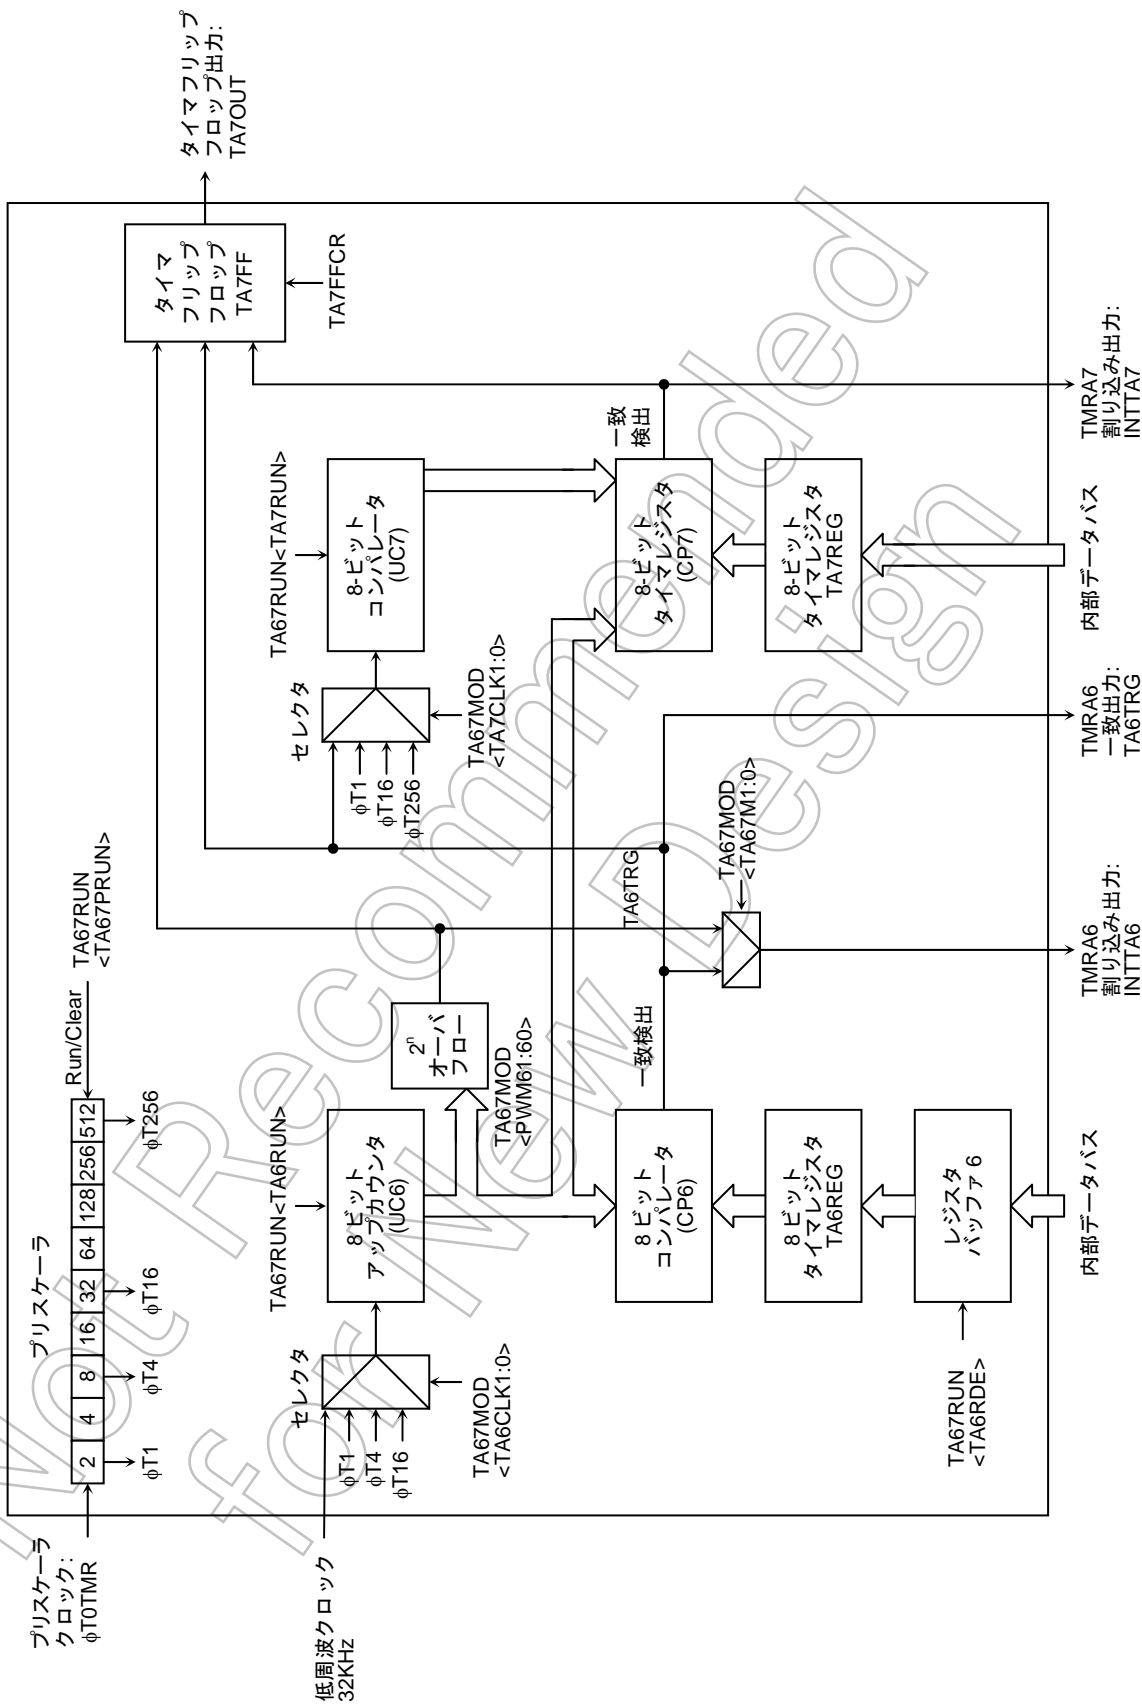 プリスケーラ
クロック:
φT0TMR
プリスケーラ
2
4
8
16
32
64
128
256
512
φT1
φT4
φT16
φT256
Run/Clear
TA67RUN
<TA67PRUN>
低周波クロック
32KHz
セレクタ
φT1
φT4
φT16
TA67MOD
<TA6CLK1:0>
TA67RUN<TA6RUN>
8ビット
アップカウンタ
(UC6)
2ⁿ
オーバ
フロー
TA67MOD
<PWM61:60>
セレクタ
φT1
φT16
φT256
TA67MOD
<TA7CLK1:0>
TA67RUN<TA7RUN>
8-ビット
コンパレータ
(UC7)
タイマ
フリップ
フロップ
TA7FF
TA7FFCR
タイマフリップ
フロップ出力:
TA7OUT
8ビット
コンパレータ
(CP6)
一致検出
TA6TRG
8-ビット
タイマレジスタ
(CP7)
一致
検出
8ビット
タイマレジスタ
TA6REG
TA67MOD
<TA67M1:0>
8-ビット
タイマレジスタ
TA7REG
TA67RUN
<TA6RDE>
レジスタ
バッファ6
内部データバス
TMRA6
割り込み出力:
INTTA6
TMRA6
一致出力:
TA6TRG
内部データバス
TMRA7
割り込み出力:
INTTA7
Not Recommended
for New Design